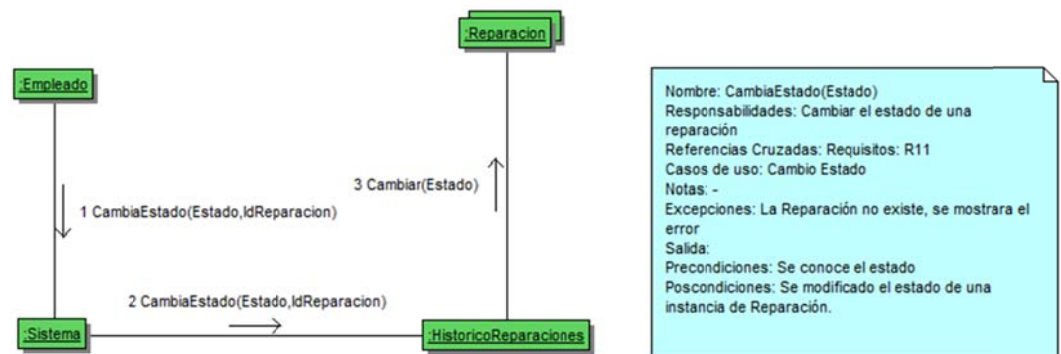 :Reparacion
:Empleado
3 Cambiar(Estado)
1 CambiaEstado(Estado,IdReparacion)
2 CambiaEstado(Estado,IdReparacion)
:Sistema
:HistoricoReparaciones
Nombre: CambiaEstado(Estado)
Responsabilidades: Cambiar el estado de una
reparación
Referencias Cruzadas: Requisitos: R11
Casos de uso: Cambio Estado
Notas: -
Excepciones: La Reparación no existe, se mostrara el
error
Salida:
Precondiciones: Se conoce el estado
Poscondiciones: Se modificado el estado de una
instancia de Reparación.